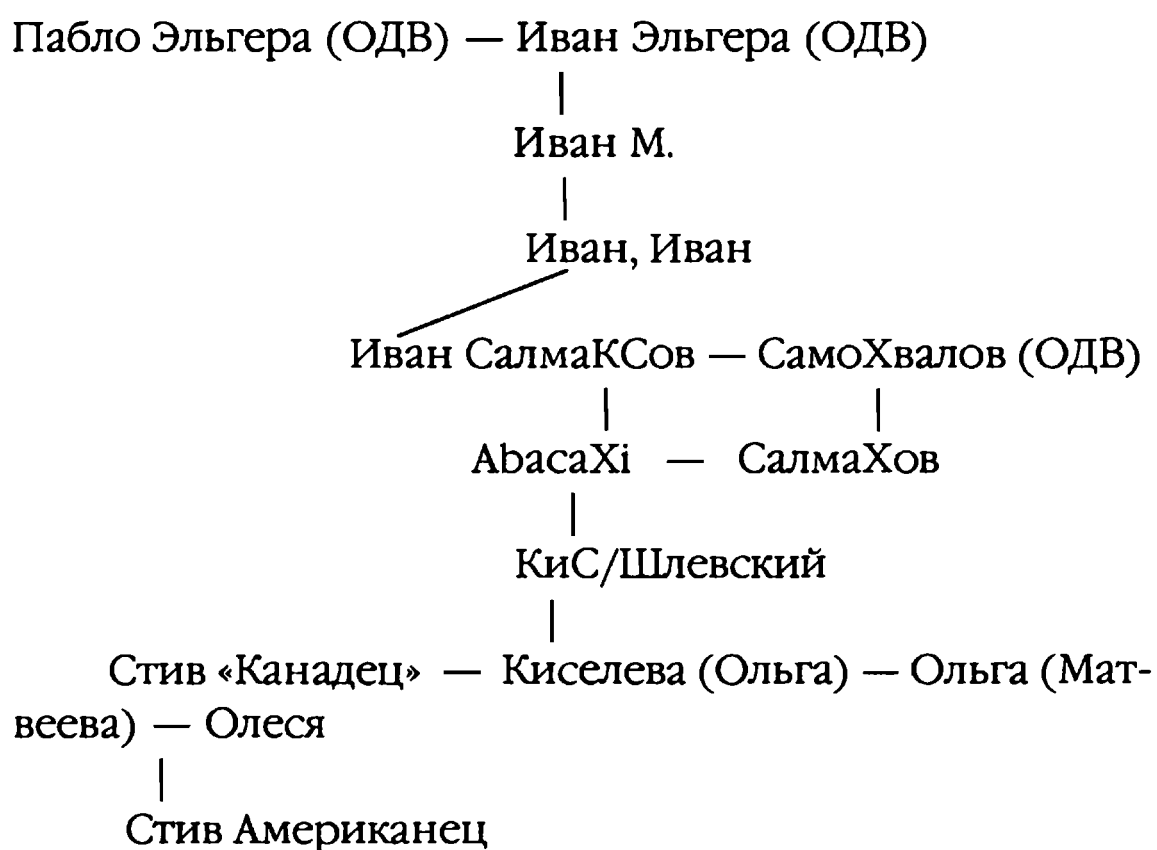 Пабло Эльгера (ОДВ) — Иван Эльгера (ОДВ)
Иван М.
Иван, Иван
Иван СалмаКСов — СамоХвалов (ОДВ)
AbacaXi — СалмаХов
КиС/Шлевский
Стив «Канадец» — Киселева (Ольга) — Ольга (Мат-
веева) — Олеся
Стив Американец